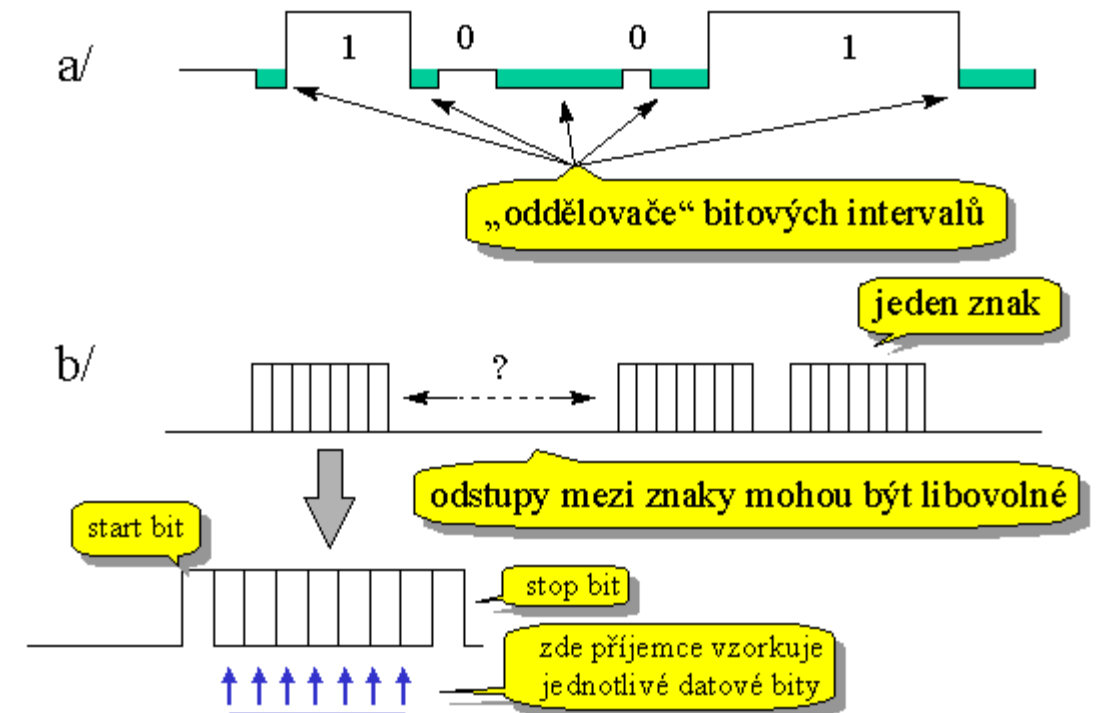 a/
1 0 0 1
„oddělovače“ bitových intervalů
jeden znak
b/
?
odstupy mezi znaky mohou být libovolné
start bit
stop bit
zde příjemce vzorkuje
jednotlivé datové bity